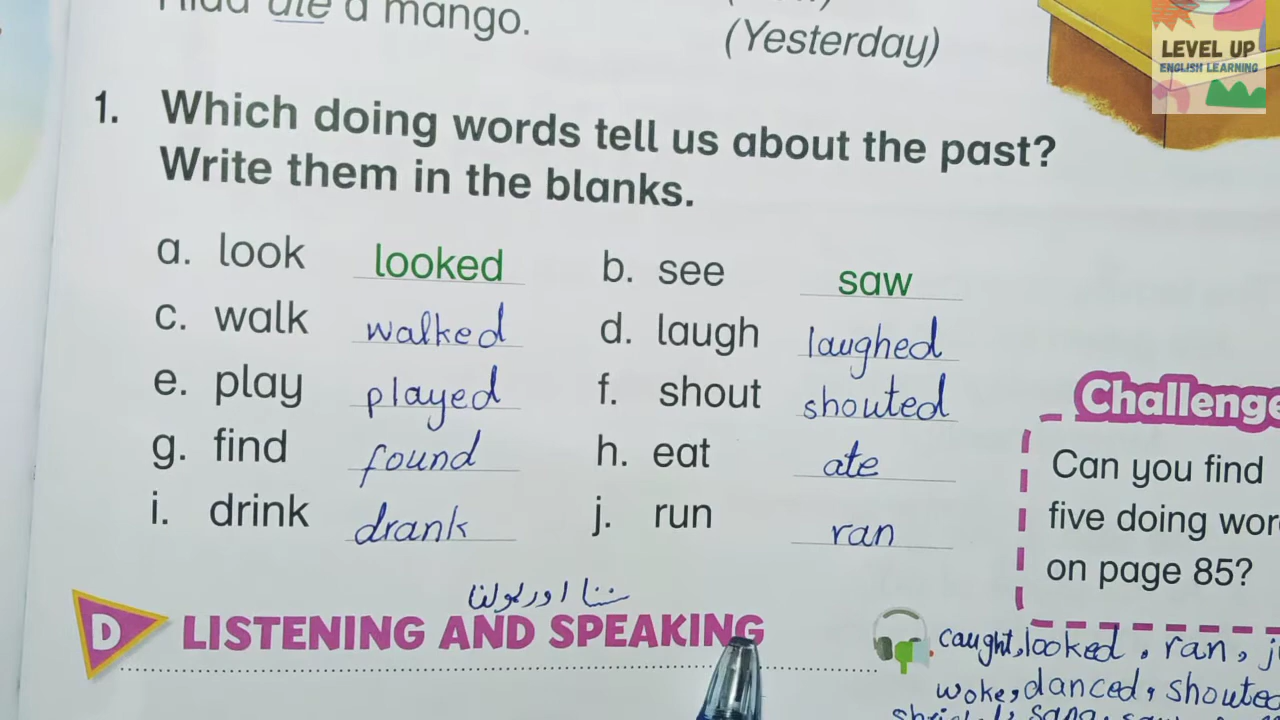 ate a mango.
(Yesterday)
LEVEL UP
ENGLISH LEARNING
1. Which doing words tell us about the past?
Write them in the blanks.
a. look looked b. see saw
c. walk walked d. laugh laughed
e. play played f. shout shouted
g. find found h. eat ate
i. drink drank j. run ran
Challenge
Can you find
five doing
on page 85?
سننا اور بولنا
D LISTENING AND SPEAKING
caught, looked, ran,
woke, danced, shouted
sang,